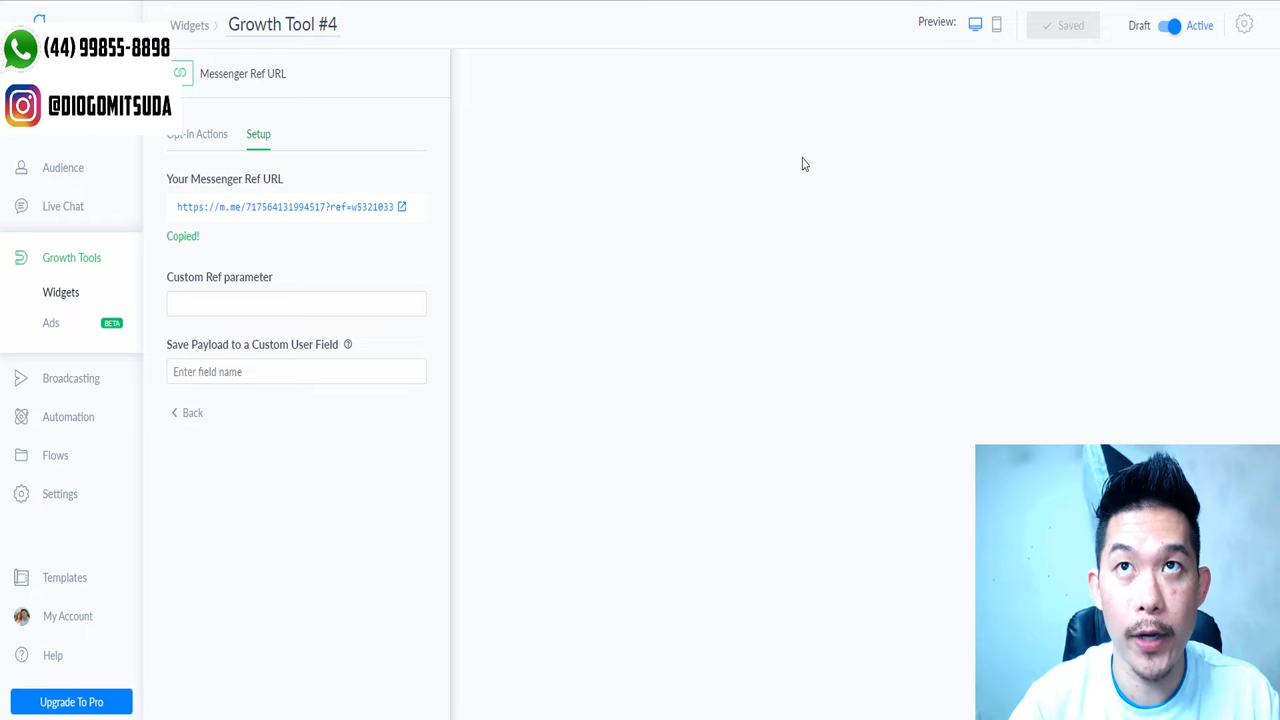 Widgets
Growth Tool #4
Preview:
Saved
Draft
Active
(44) 99855-8898
@DIOGOMITSUDA
Messenger Ref URL
Opt-In Actions
Setup
Audience
Live Chat
Growth Tools
Widgets
Ads
BETA
Broadcasting
Automation
Flows
Settings
Templates
My Account
Help
Upgrade To Pro
Your Messenger Ref URL
https://m.me/717564131994517?ref=w5321033
Copied!
Custom Ref parameter
Save Payload to a Custom User Field
Enter field name
Back